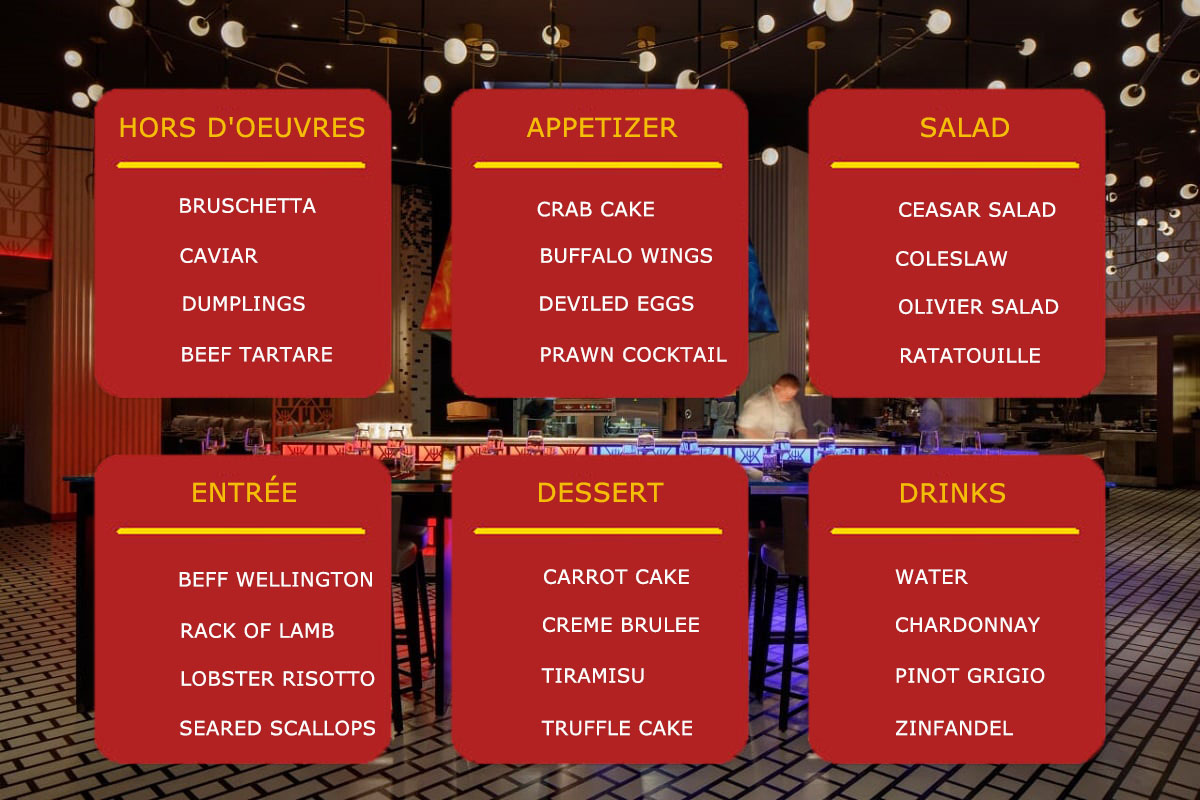 HORS D'OEUVRES
BRUSCHETTA
CAVIAR
DUMPLINGS
BEEF TARTARE
APPETIZER
CRAB CAKE
BUFFALO WINGS
DEVILED EGGS
PRAWN COCKTAIL
SALAD
CEASAR SALAD
COLESLAW
OLIVIER SALAD
RATATOUILLE
ENTRÉE
BEFF WELLINGTON
RACK OF LAMB
LOBSTER RISOTTO
SEARED SCALLOPS
DESSERT
CARROT CAKE
CREME BRULEE
TIRAMISU
TRUFFLE CAKE
DRINKS
WATER
CHARDONNAY
PINOT GRIGIO
ZINFANDEL